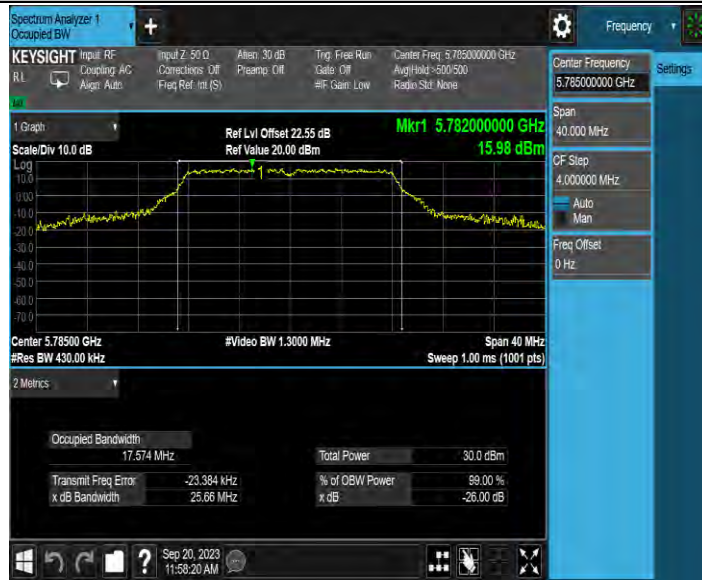 Spectrum Analyzer 1
Occupied BW
+
Frequency
KEYSIGHT Input: RF Input Z: 50 Ω Atten: 30 dB Trig: Free Run Center Freq: 5.785000000 GHz
RL Coupling: AC Corrections: Off Preamp: Off Gate: Off Avg|Hold:>500/500
Align: Auto Freq Ref: Int (S) #IF Gain: Low Radio Std: None
Center Frequency
5.785000000 GHz
Settings
Span
40.000 MHz
CF Step
4.000000 MHz
Auto
Man
Freq Offset
0 Hz
1 Graph
Ref Lvl Offset 22.55 dB
Mkr1 5.782000000 GHz
Scale/Div 10.0 dB
Ref Value 20.00 dBm
15.98 dBm
Log
10.0
0.00
-10.0
-20.0
-30.0
-40.0
-50.0
-60.0
-70.0
1
Center 5.78500 GHz #Video BW 1.3000 MHz Span 40 MHz
#Res BW 430.00 kHz Sweep 1.00 ms (1001 pts)
2 Metrics
Occupied Bandwidth
17.574 MHz Total Power 30.0 dBm
Transmit Freq Error -23.384 kHz % of OBW Power 99.00 %
x dB Bandwidth 25.66 MHz x dB -26.00 dB
?
Sep 20, 2023
11:58:20 AM